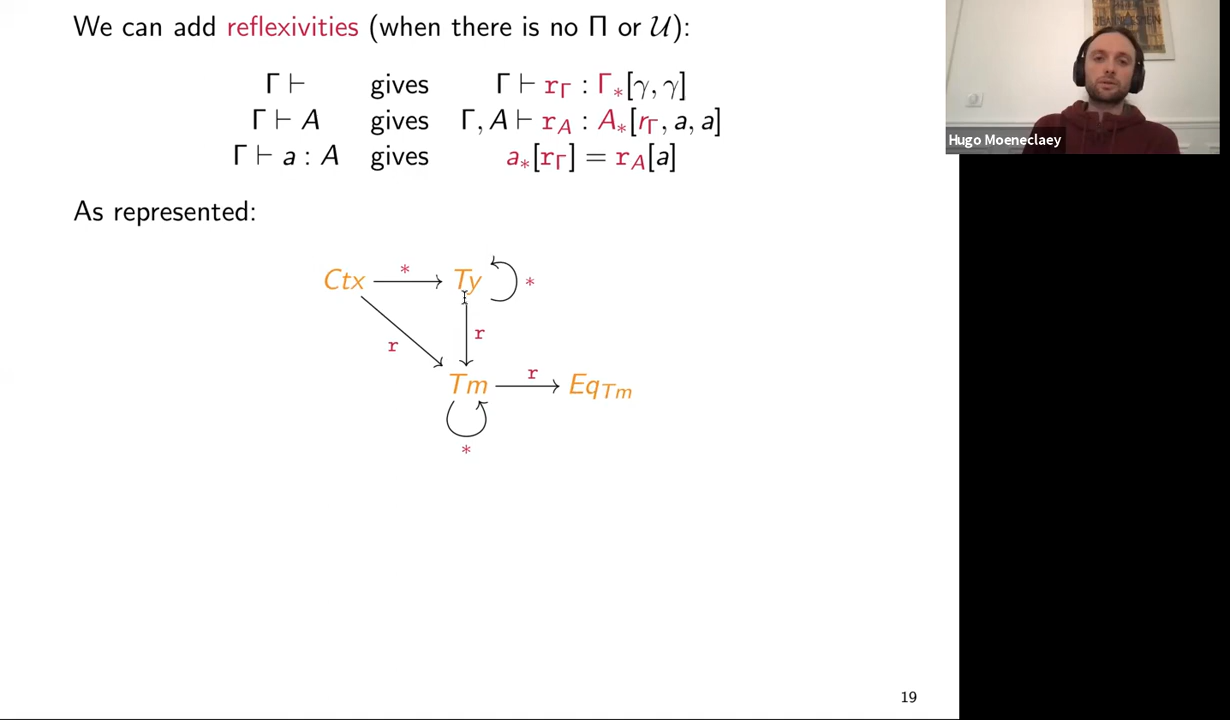 We can add reflexivities (when there is no Π or 𝒰):
Γ ⊢ gives Γ ⊢ r_Γ : Γ_*[γ, γ]
Γ ⊢ A gives Γ, A ⊢ r_A : A_*[r_Γ, a, a]
Γ ⊢ a : A gives a_*[r_Γ] = r_A[a]
As represented:
Ctx * Ty *
r r
Tm r Eq_Tm
*
19
Hugo Moeneclaey